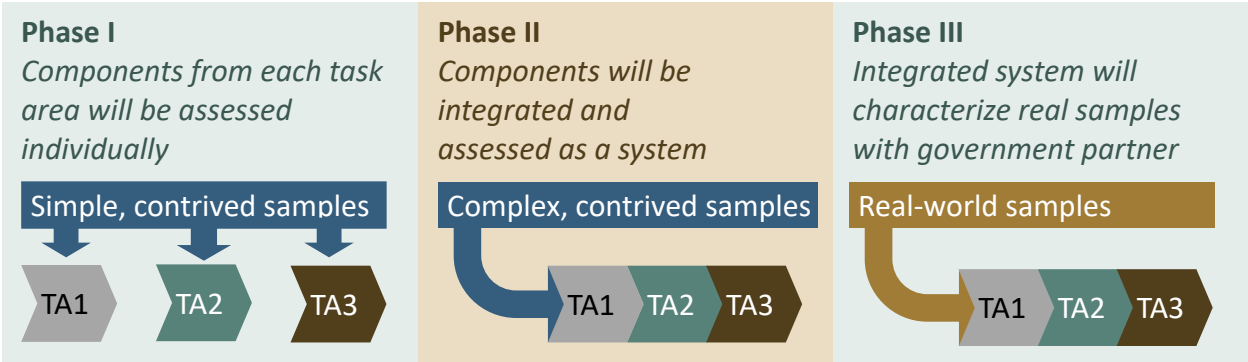 Phase I
Components from each task
area will be assessed
individually
Simple, contrived samples
TA1
TA2
TA3
Phase II
Components will be
integrated and
assessed as a system
Complex, contrived samples
TA1
TA2
TA3
Phase III
Integrated system will
characterize real samples
with government partner
Real-world samples
TA1
TA2
TA3